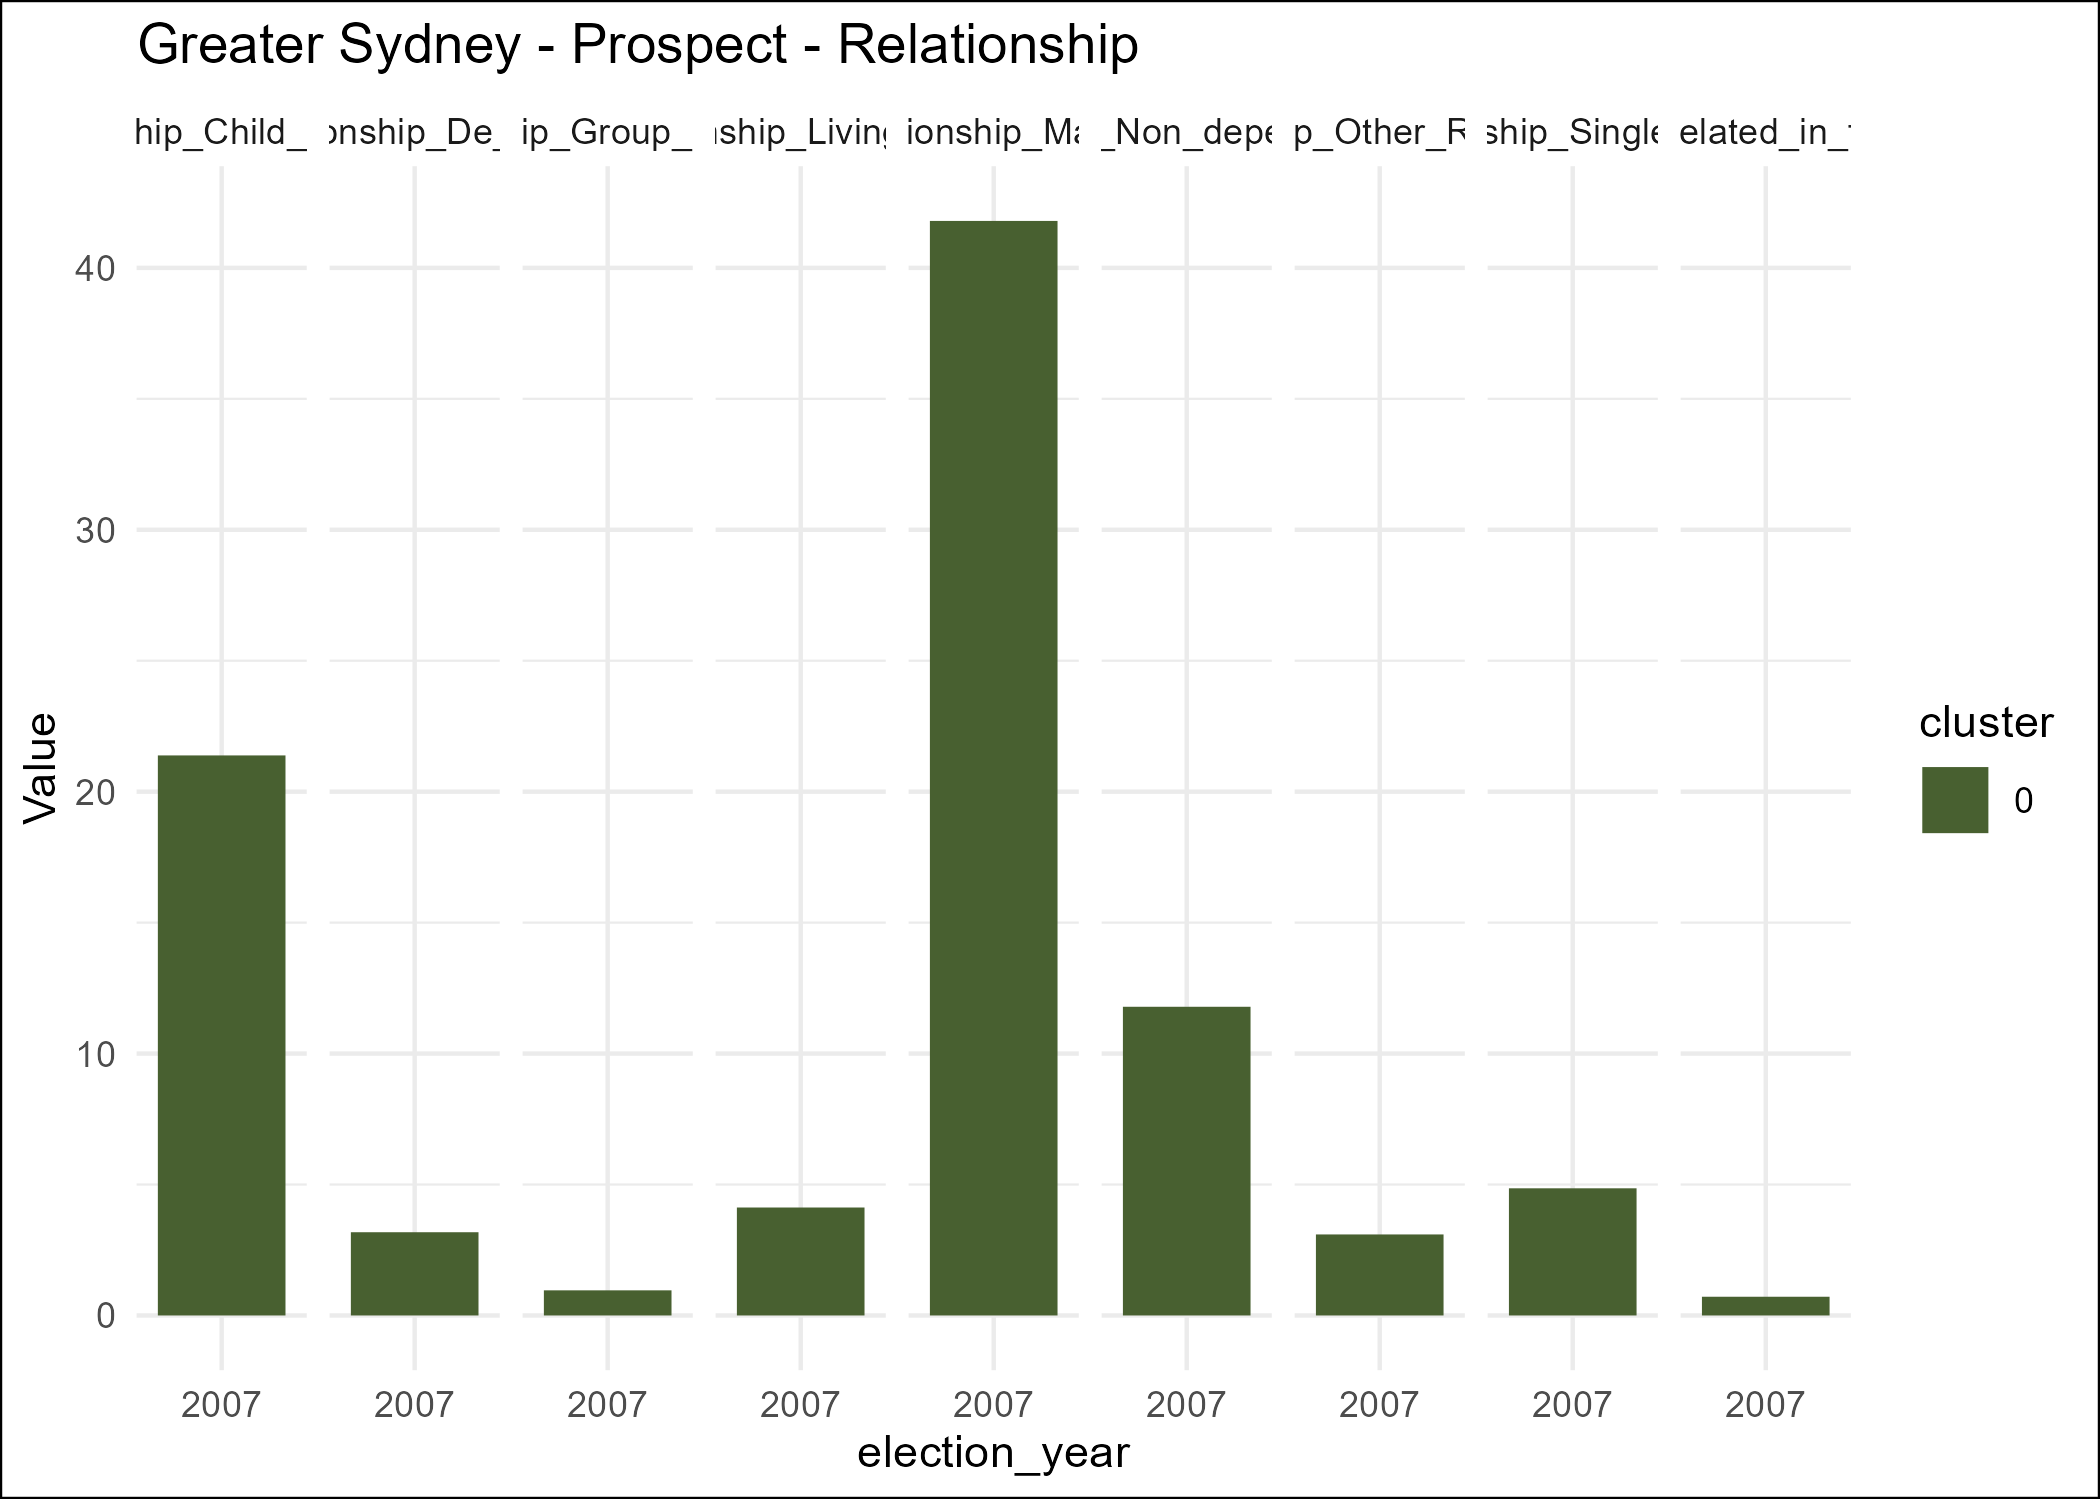 Greater Sydney - Prospect - Relationship
hip_Child_ onship_De_ ip_Group_ ship_Living ionship_Ma _Non_depe p_Other_R ship_Single elated_in_
40
30
20
10
0
Value
2007 2007 2007 2007 2007 2007 2007 2007 2007
election_year
cluster
0